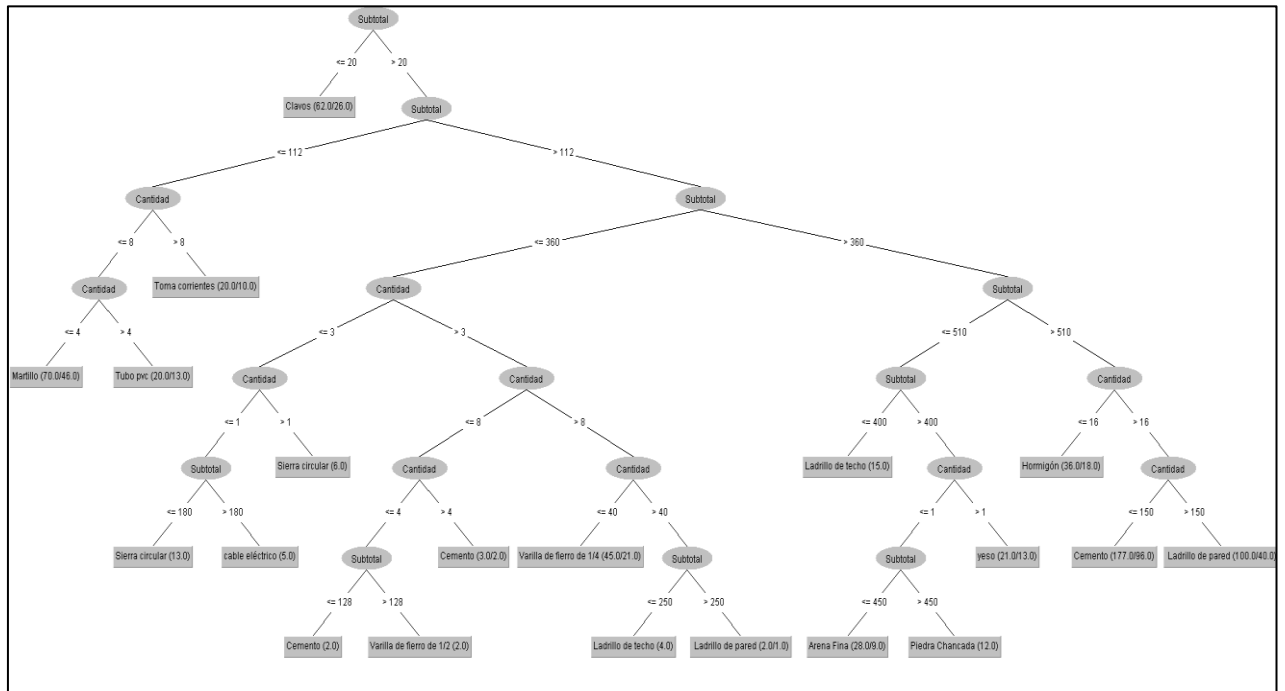 Subtotal
<= 20
> 20
Clavos (62.0/26.0)
Subtotal
<= 112
> 112
Cantidad
Subtotal
<= 8
> 8
<= 360
> 360
Cantidad
Toma corrientes (20.0/10.0)
Cantidad
Subtotal
<= 4
> 4
<= 3
> 3
<= 510
> 510
Martillo (70.0/46.0)
Tubo pvc (20.0/13.0)
Cantidad
Cantidad
Subtotal
Cantidad
<= 1
> 1
<= 8
> 8
<= 400
> 400
<= 16
> 16
Subtotal
Sierra circular (6.0)
Cantidad
Cantidad
Ladrillo de techo (15.0)
Cantidad
Hormigón (36.0/18.0)
Cantidad
<= 180
> 180
<= 4
> 4
<= 40
> 40
<= 1
> 1
<= 150
> 150
Sierra circular (13.0)
cable eléctrico (5.0)
Subtotal
Cemento (3.0/2.0)
Varilla de fierro de 1/4 (45.0/21.0)
Subtotal
Subtotal
yeso (21.0/13.0)
Cemento (177.0/96.0)
Ladrillo de pared (100.0/40.0)
<= 128
> 128
<= 250
> 250
<= 450
> 450
Cemento (2.0)
Varilla de fierro de 1/2 (2.0)
Ladrillo de techo (4.0)
Ladrillo de pared (2.0/1.0)
Arena Fina (28.0/9.0)
Piedra Chancada (12.0)